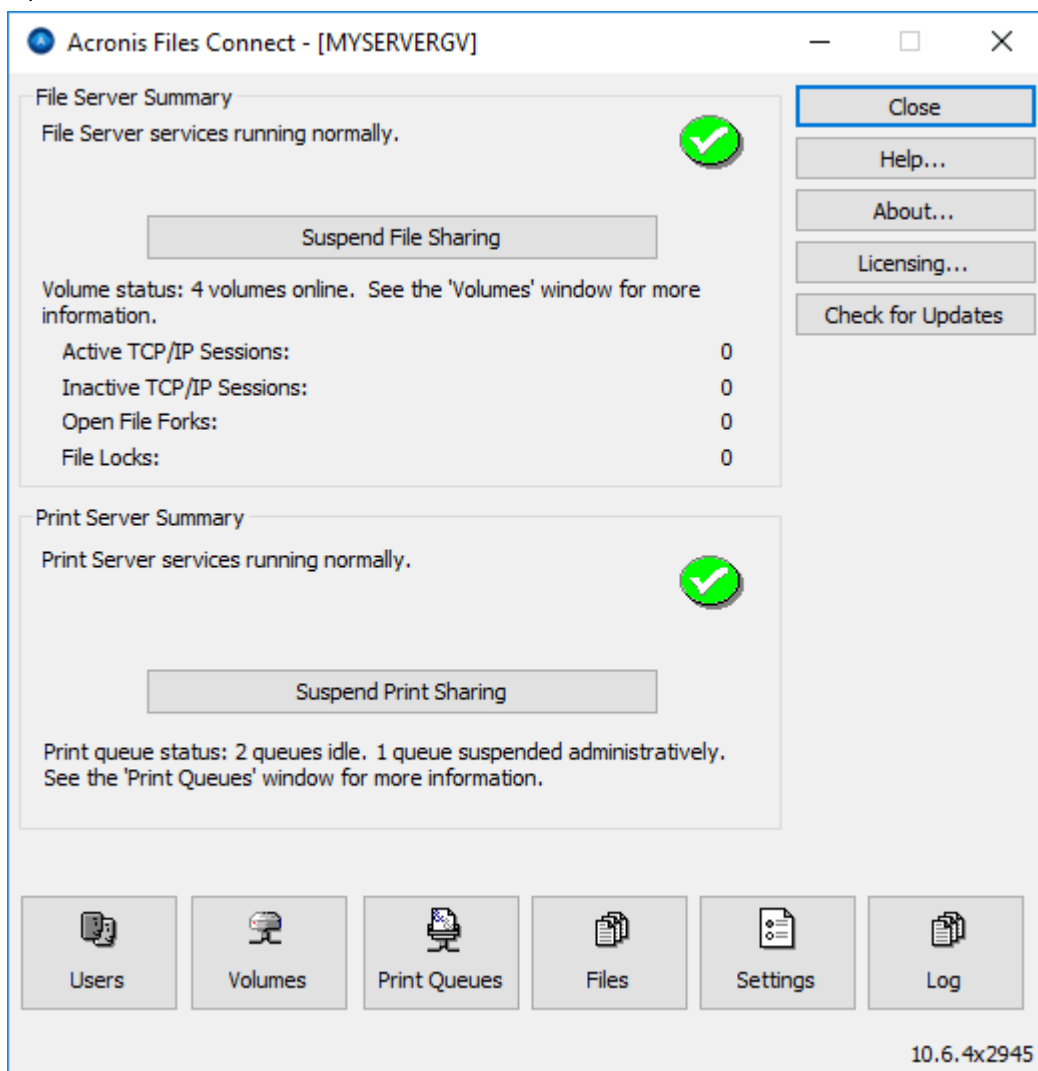 Acronis Files Connect - [MYSERVERGV]
File Server Summary
File Server services running normally.
Suspend File Sharing
Volume status: 4 volumes online.  See the 'Volumes' window for more
information.
Active TCP/IP Sessions: 0
Inactive TCP/IP Sessions: 0
Open File Forks: 0
File Locks: 0
Print Server Summary
Print Server services running normally.
Suspend Print Sharing
Print queue status: 2 queues idle. 1 queue suspended administratively.
See the 'Print Queues' window for more information.
Close
Help...
About...
Licensing...
Check for Updates
Users
Volumes
Print Queues
Files
Settings
Log
10.6.4x2945